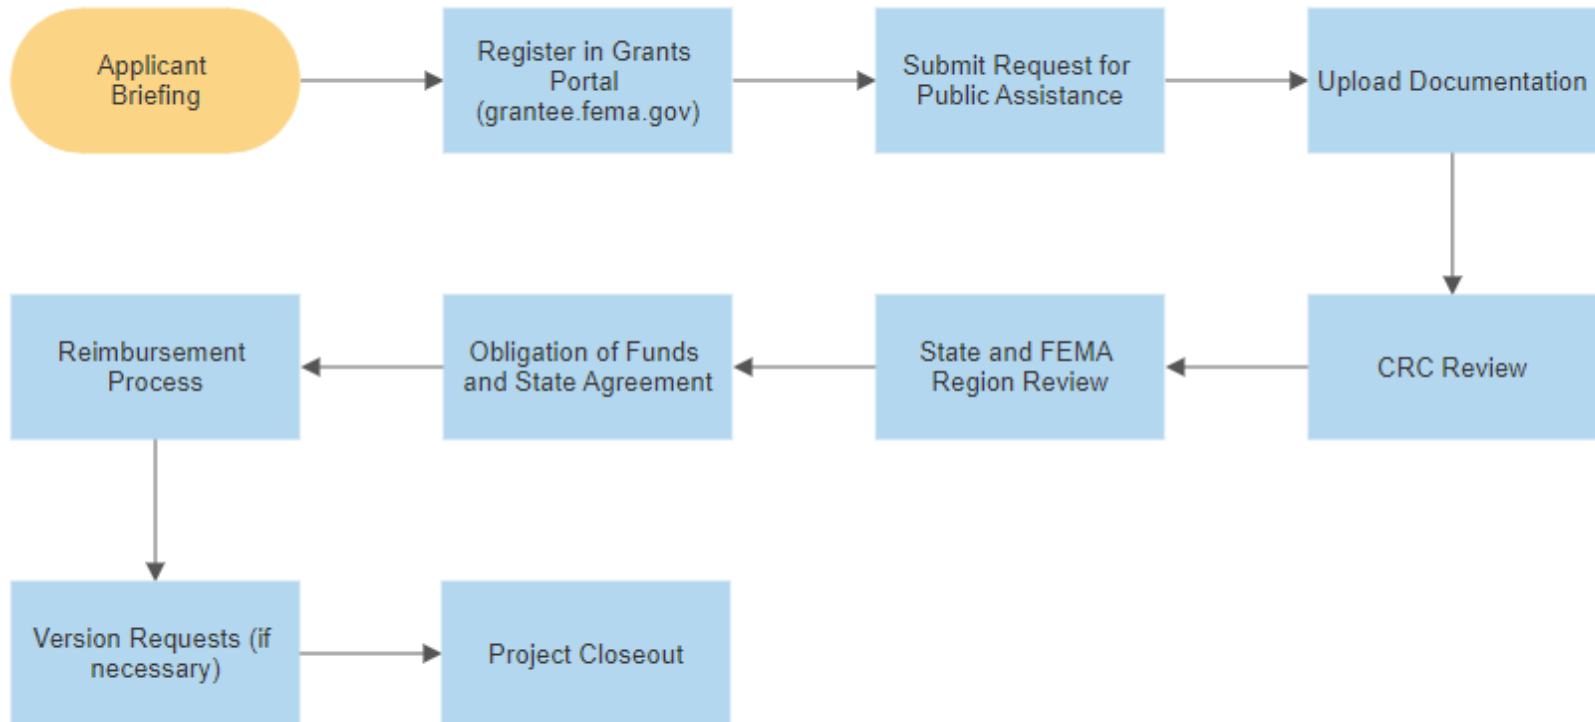 Applicant
Briefing
Register in Grants
Portal
(grantee.fema.gov)
Submit Request for
Public Assistance
Upload Documentation
CRC Review
State and FEMA
Region Review
Obligation of Funds
and State Agreement
Reimbursement
Process
Version Requests (if
necessary)
Project Closeout